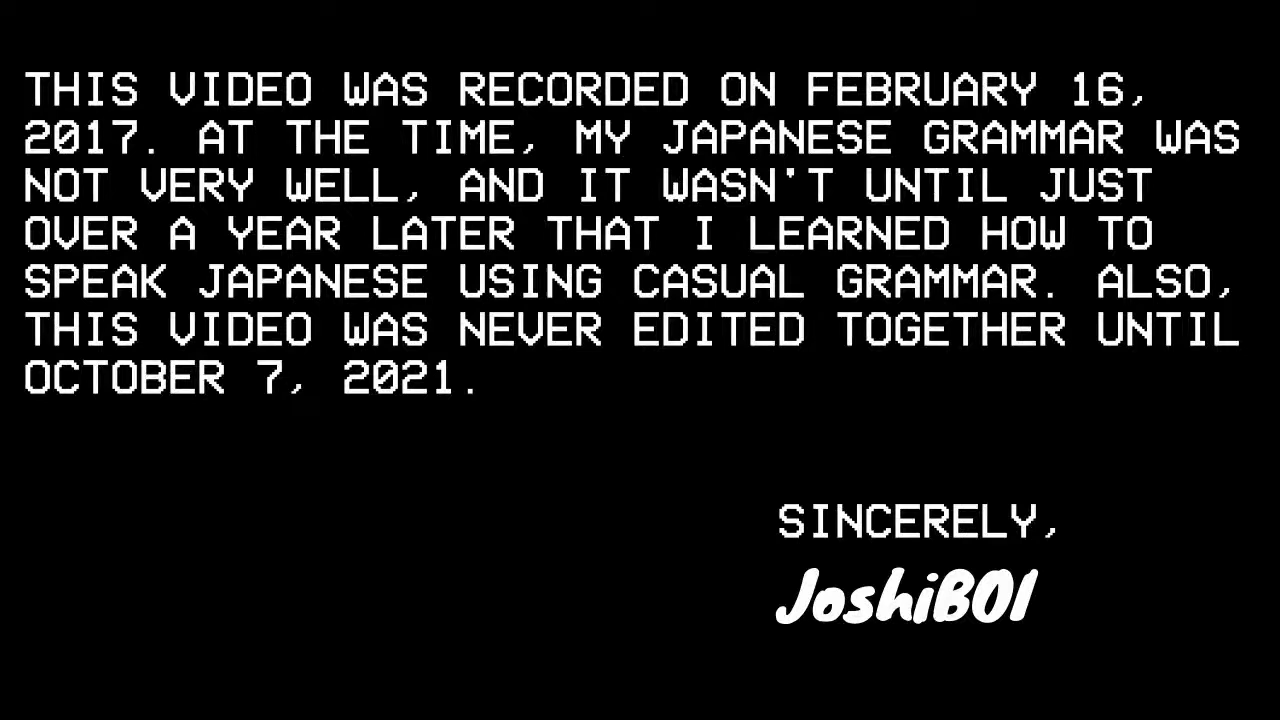 THIS VIDEO WAS RECORDED ON FEBRUARY 16,
2017. AT THE TIME, MY JAPANESE GRAMMAR WAS
NOT VERY WELL, AND IT WASN'T UNTIL JUST
OVER A YEAR LATER THAT I LEARNED HOW TO
SPEAK JAPANESE USING CASUAL GRAMMAR. ALSO,
THIS VIDEO WAS NEVER EDITED TOGETHER UNTIL
OCTOBER 7, 2021.
SINCERELY,
JoshiBOI